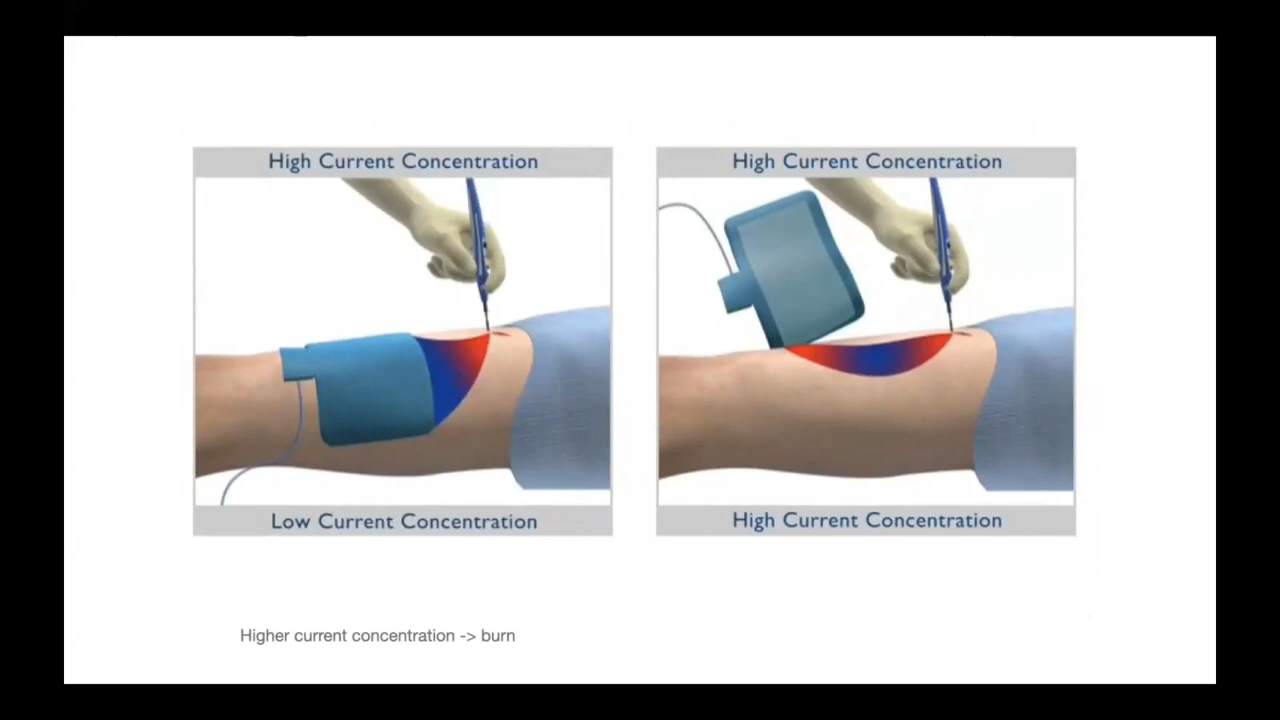 High Current Concentration
High Current Concentration
Low Current Concentration
High Current Concentration
Higher current concentration -> burn